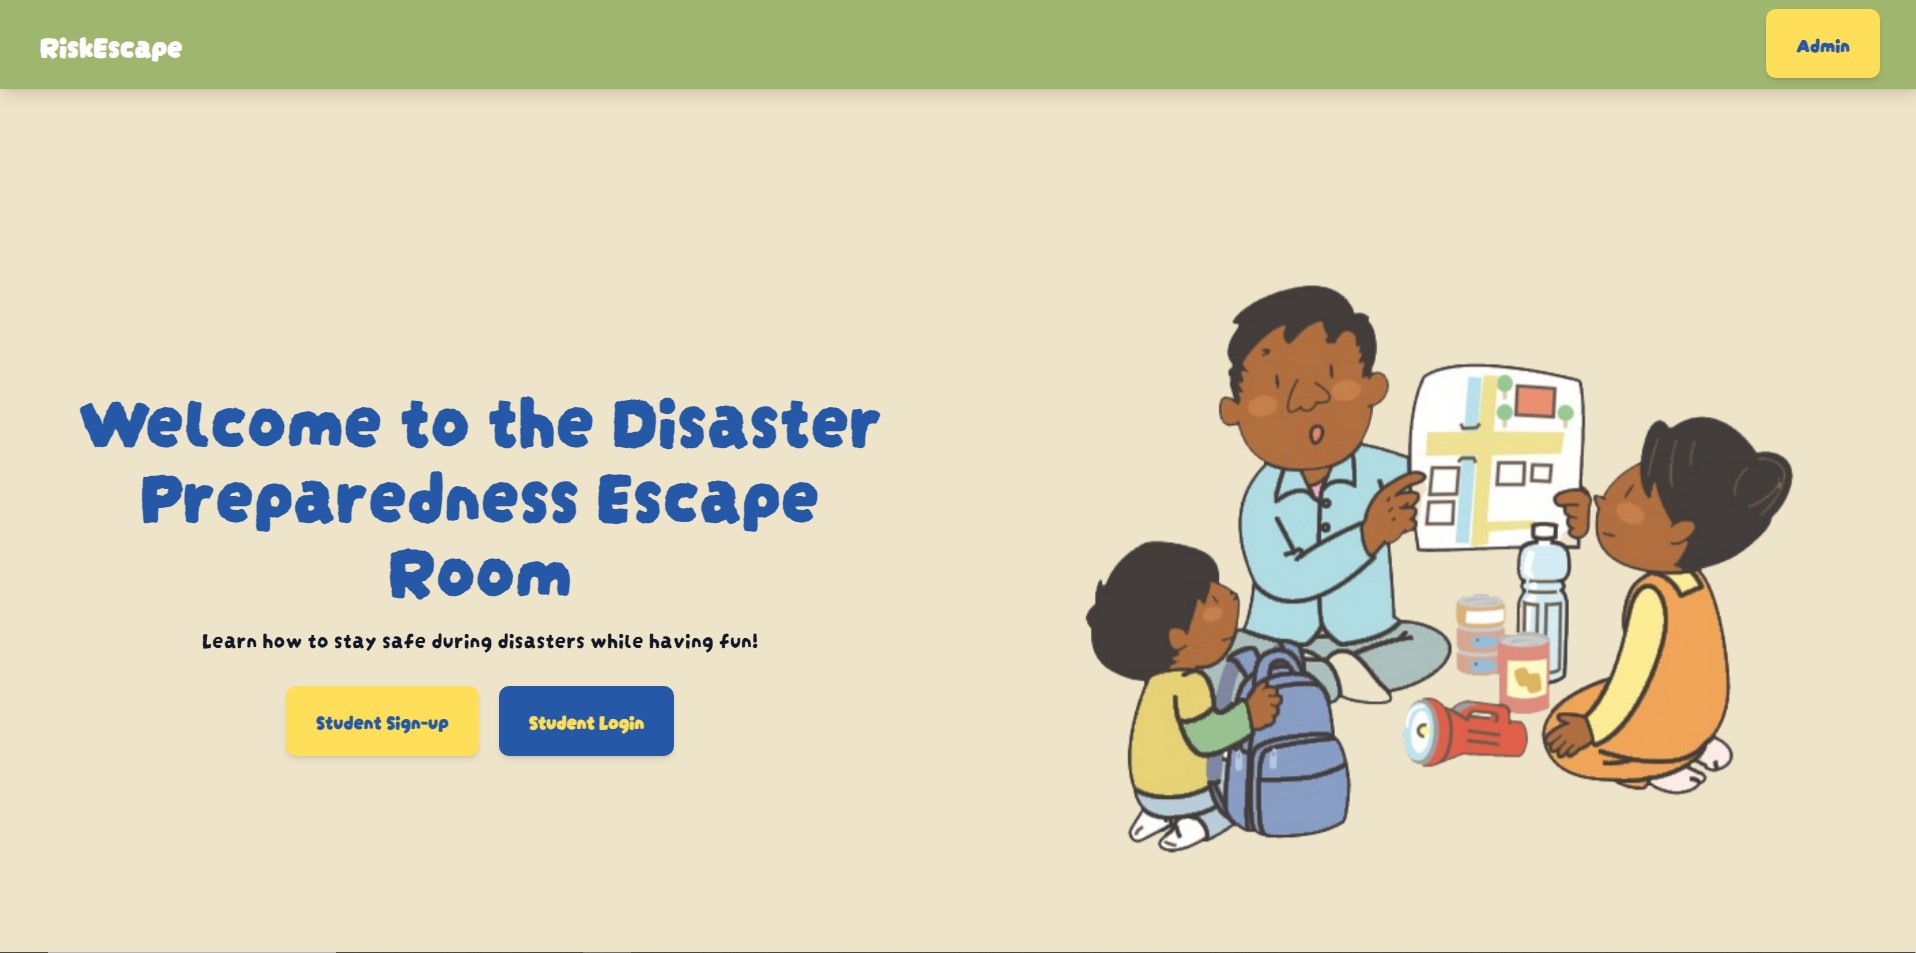 RiskEscape
Admin
Welcome to the Disaster
Preparedness Escape
Room
Learn how to stay safe during disasters while having fun!
Student Sign-up
Student Login